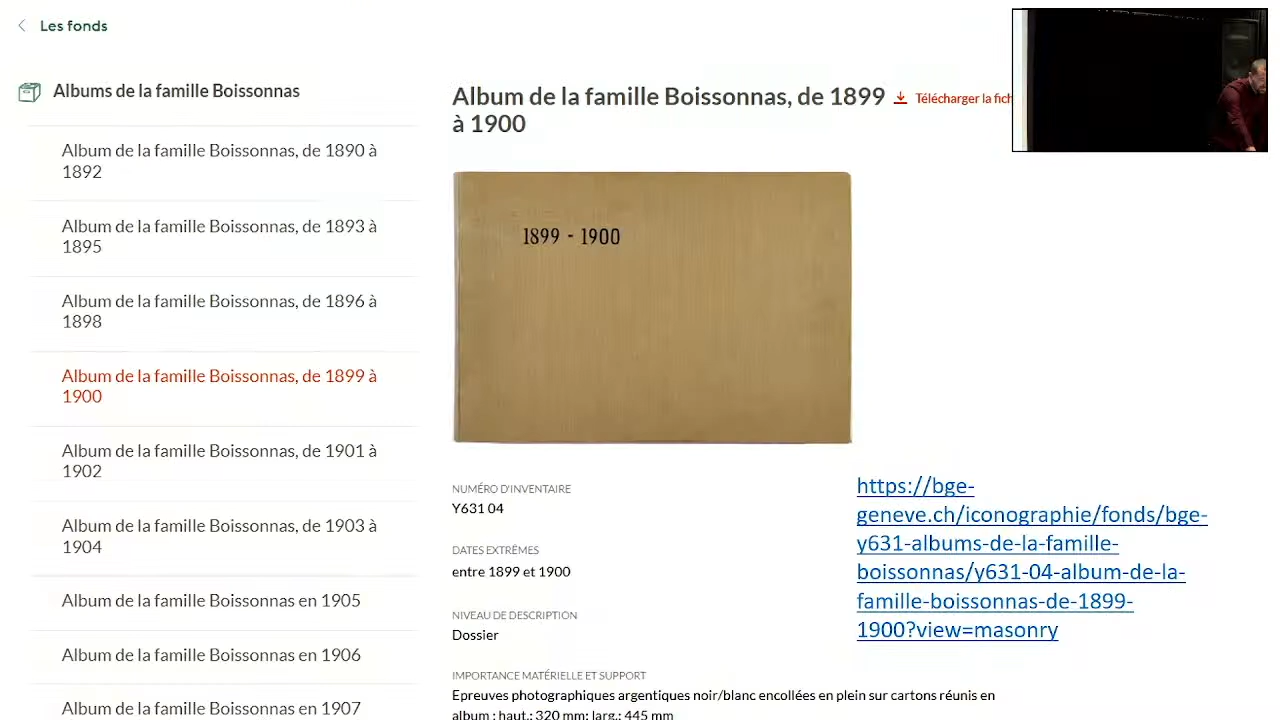 Les fonds
Albums de la famille Boissonnas
Album de la famille Boissonnas, de 1890 à
1892
Album de la famille Boissonnas, de 1893 à
1895
Album de la famille Boissonnas, de 1896 à
1898
Album de la famille Boissonnas, de 1899 à
1900
Album de la famille Boissonnas, de 1901 à
1902
Album de la famille Boissonnas, de 1903 à
1904
Album de la famille Boissonnas en 1905
Album de la famille Boissonnas en 1906
Album de la famille Boissonnas en 1907
Album de la famille Boissonnas, de 1899
à 1900
Télécharger la fich
1899 - 1900
NUMÉRO D'INVENTAIRE
Y631 04
DATES EXTRÊMES
entre 1899 et 1900
NIVEAU DE DESCRIPTION
Dossier
IMPORTANCE MATÉRIELLE ET SUPPORT
Epreuves photographiques argentiques noir/blanc encollées en plein sur cartons réunis en
album ; haut.: 320 mm; larg.: 445 mm
https://bge-
geneve.ch/iconographie/fonds/bge-
y631-albums-de-la-famille-
boissonnas/y631-04-album-de-la-
famille-boissonnas-de-1899-
1900?view=masonry